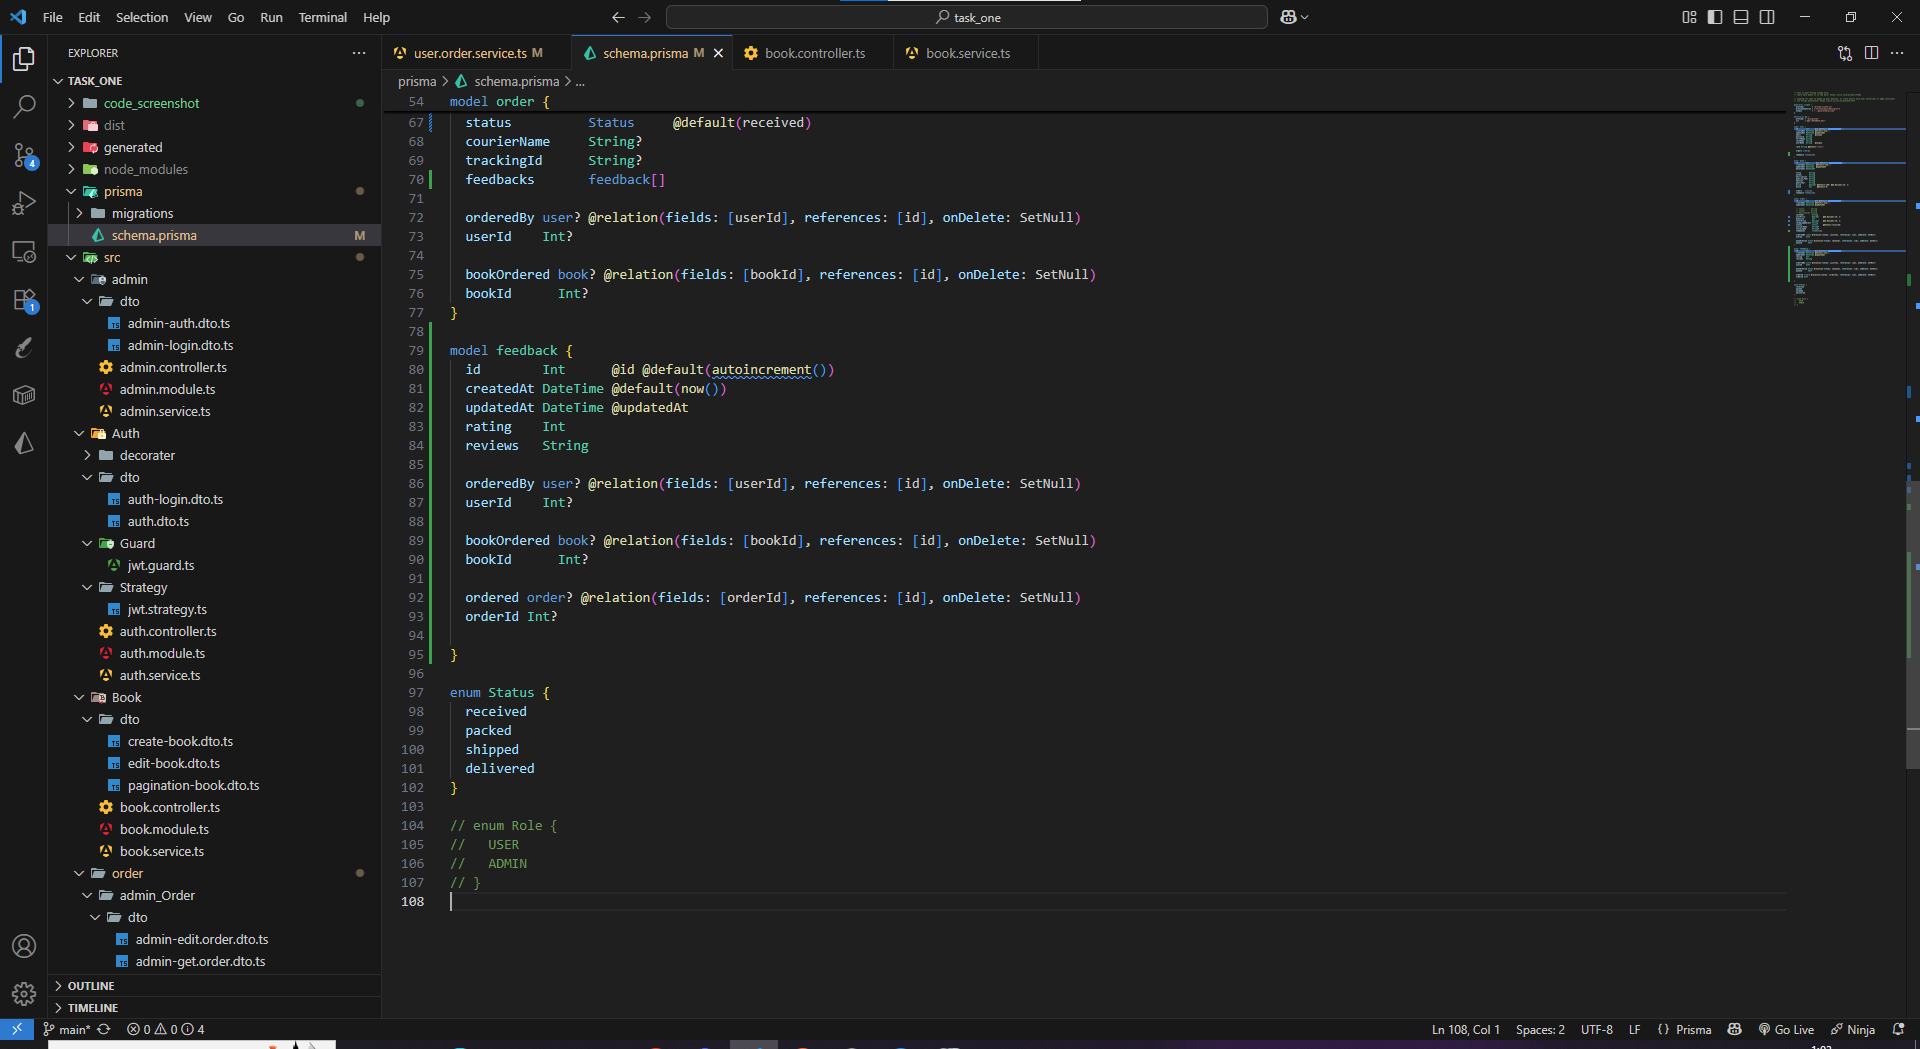 File Edit Selection View Go Run Terminal Help
task_one
EXPLORER
TASK_ONE
code_screenshot
dist
generated
node_modules
prisma
migrations
schema.prisma M
src
admin
dto
admin-auth.dto.ts
admin-login.dto.ts
admin.controller.ts
admin.module.ts
admin.service.ts
Auth
decorater
dto
auth-login.dto.ts
auth.dto.ts
Guard
jwt.guard.ts
Strategy
jwt.strategy.ts
auth.controller.ts
auth.module.ts
auth.service.ts
Book
dto
create-book.dto.ts
edit-book.dto.ts
pagination-book.dto.ts
book.controller.ts
book.module.ts
book.service.ts
order
admin_Order
dto
admin-edit.order.dto.ts
admin-get.order.dto.ts
OUTLINE
TIMELINE
4
1
user.order.service.ts M schema.prisma M book.controller.ts book.service.ts
prisma > schema.prisma > ...
54 model order {
67 status Status @default(received)
68 courierName String?
69 trackingId String?
70 feedbacks feedback[]
71
72 orderedBy user? @relation(fields: [userId], references: [id], onDelete: SetNull)
73 userId Int?
74
75 bookOrdered book? @relation(fields: [bookId], references: [id], onDelete: SetNull)
76 bookId Int?
77 }
78
79 model feedback {
80 id Int @id @default(autoincrement())
81 createdAt DateTime @default(now())
82 updatedAt DateTime @updatedAt
83 rating Int
84 reviews String
85
86 orderedBy user? @relation(fields: [userId], references: [id], onDelete: SetNull)
87 userId Int?
88
89 bookOrdered book? @relation(fields: [bookId], references: [id], onDelete: SetNull)
90 bookId Int?
91
92 ordered order? @relation(fields: [orderId], references: [id], onDelete: SetNull)
93 orderId Int?
94
95 }
96
97 enum Status {
98 received
99 packed
100 shipped
101 delivered
102 }
103
104 // enum Role {
105 // USER
106 // ADMIN
107 // }
108
main* 0 0 4
Ln 108, Col 1 Spaces: 2 UTF-8 LF {} Prisma Go Live Ninja